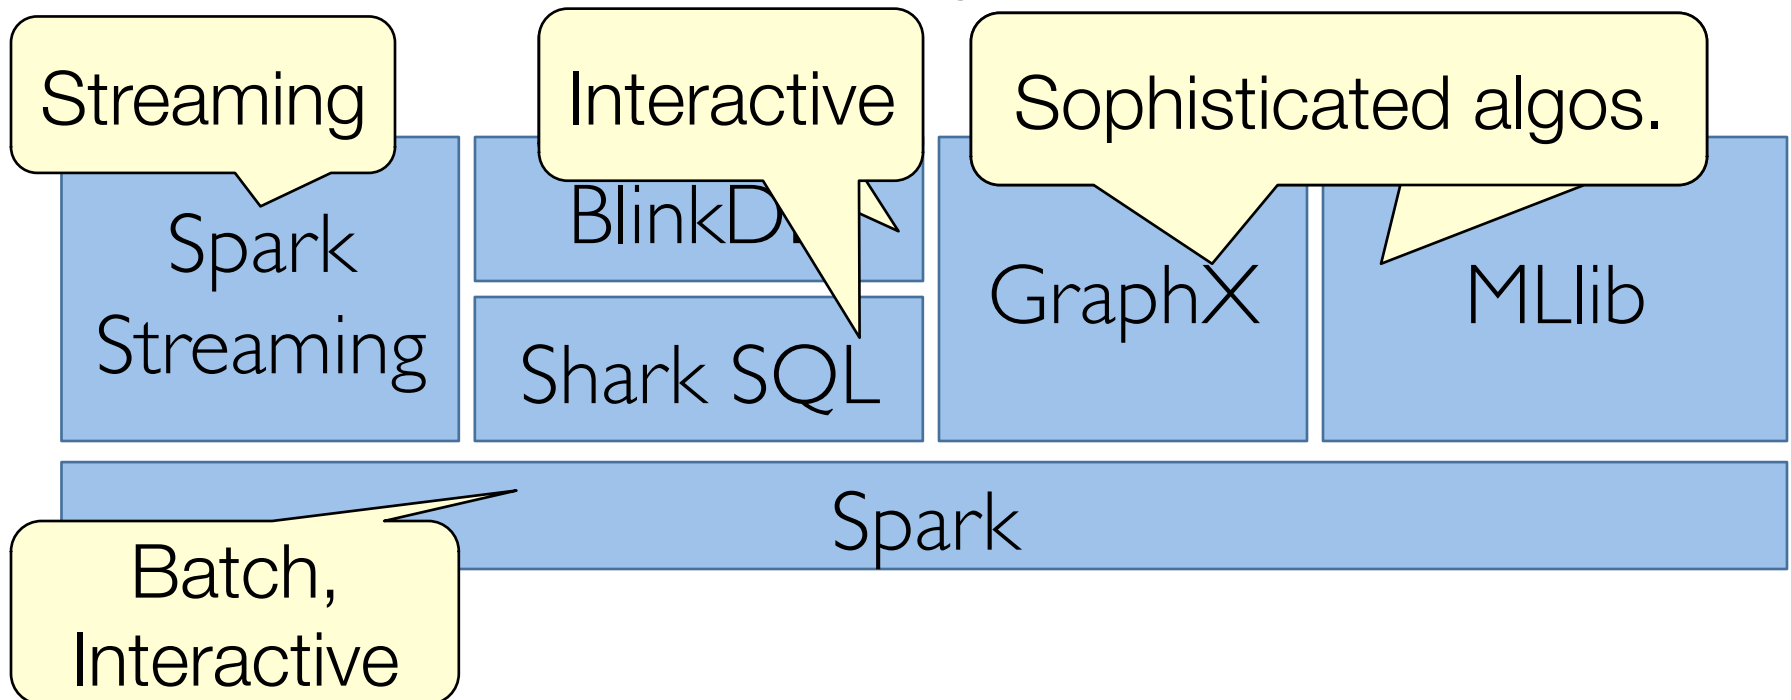 Streaming
Interactive
Sophisticated algos.
Spark
Streaming
Shark SQL
GraphX
MLlib
Spark
Batch,
Interactive